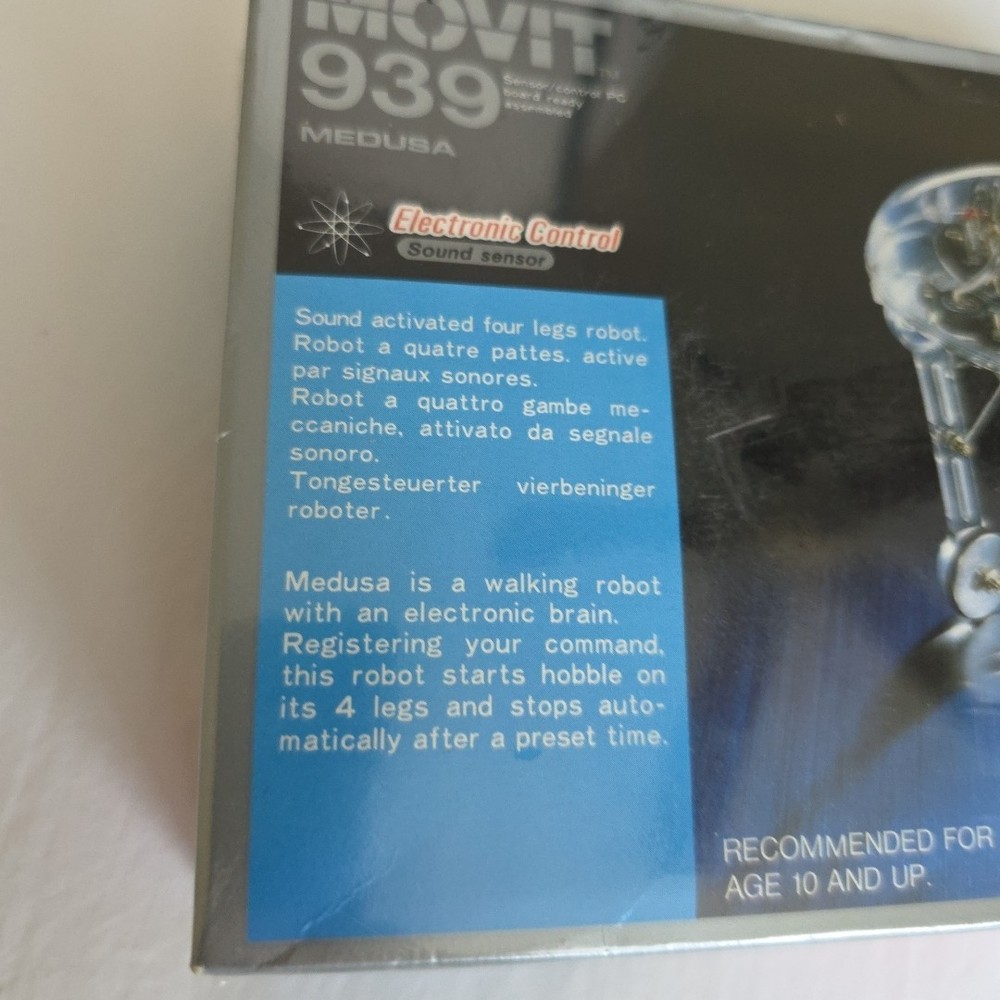 MOVIT TM
939
Sensor/control PC
board ready
assembled
MEDUSA
Electronic Control
Sound sensor
Sound activated four legs robot.
Robot a quatre pattes. active
par signaux sonores.
Robot a quattro gambe me-
ccaniche, attivato da segnale
sonoro.
Tongesteuerter vierbeninger
roboter.
Medusa is a walking robot
with an electronic brain.
Registering your command,
this robot starts hobble on
its 4 legs and stops auto-
matically after a preset time.
RECOMMENDED FOR
AGE 10 AND UP.